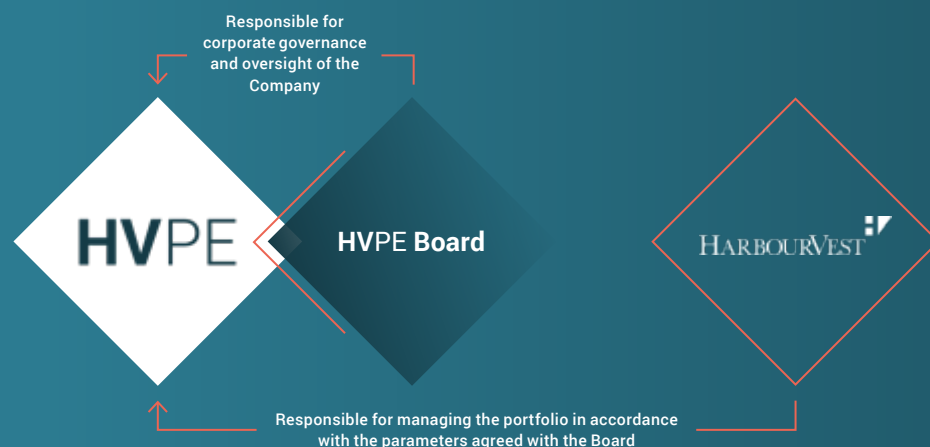 Responsible for
corporate governance
and oversight of the
Company
HVPE
HVPE Board
HARBOURVEST
Responsible for managing the portfolio in accordance
with the parameters agreed with the Board